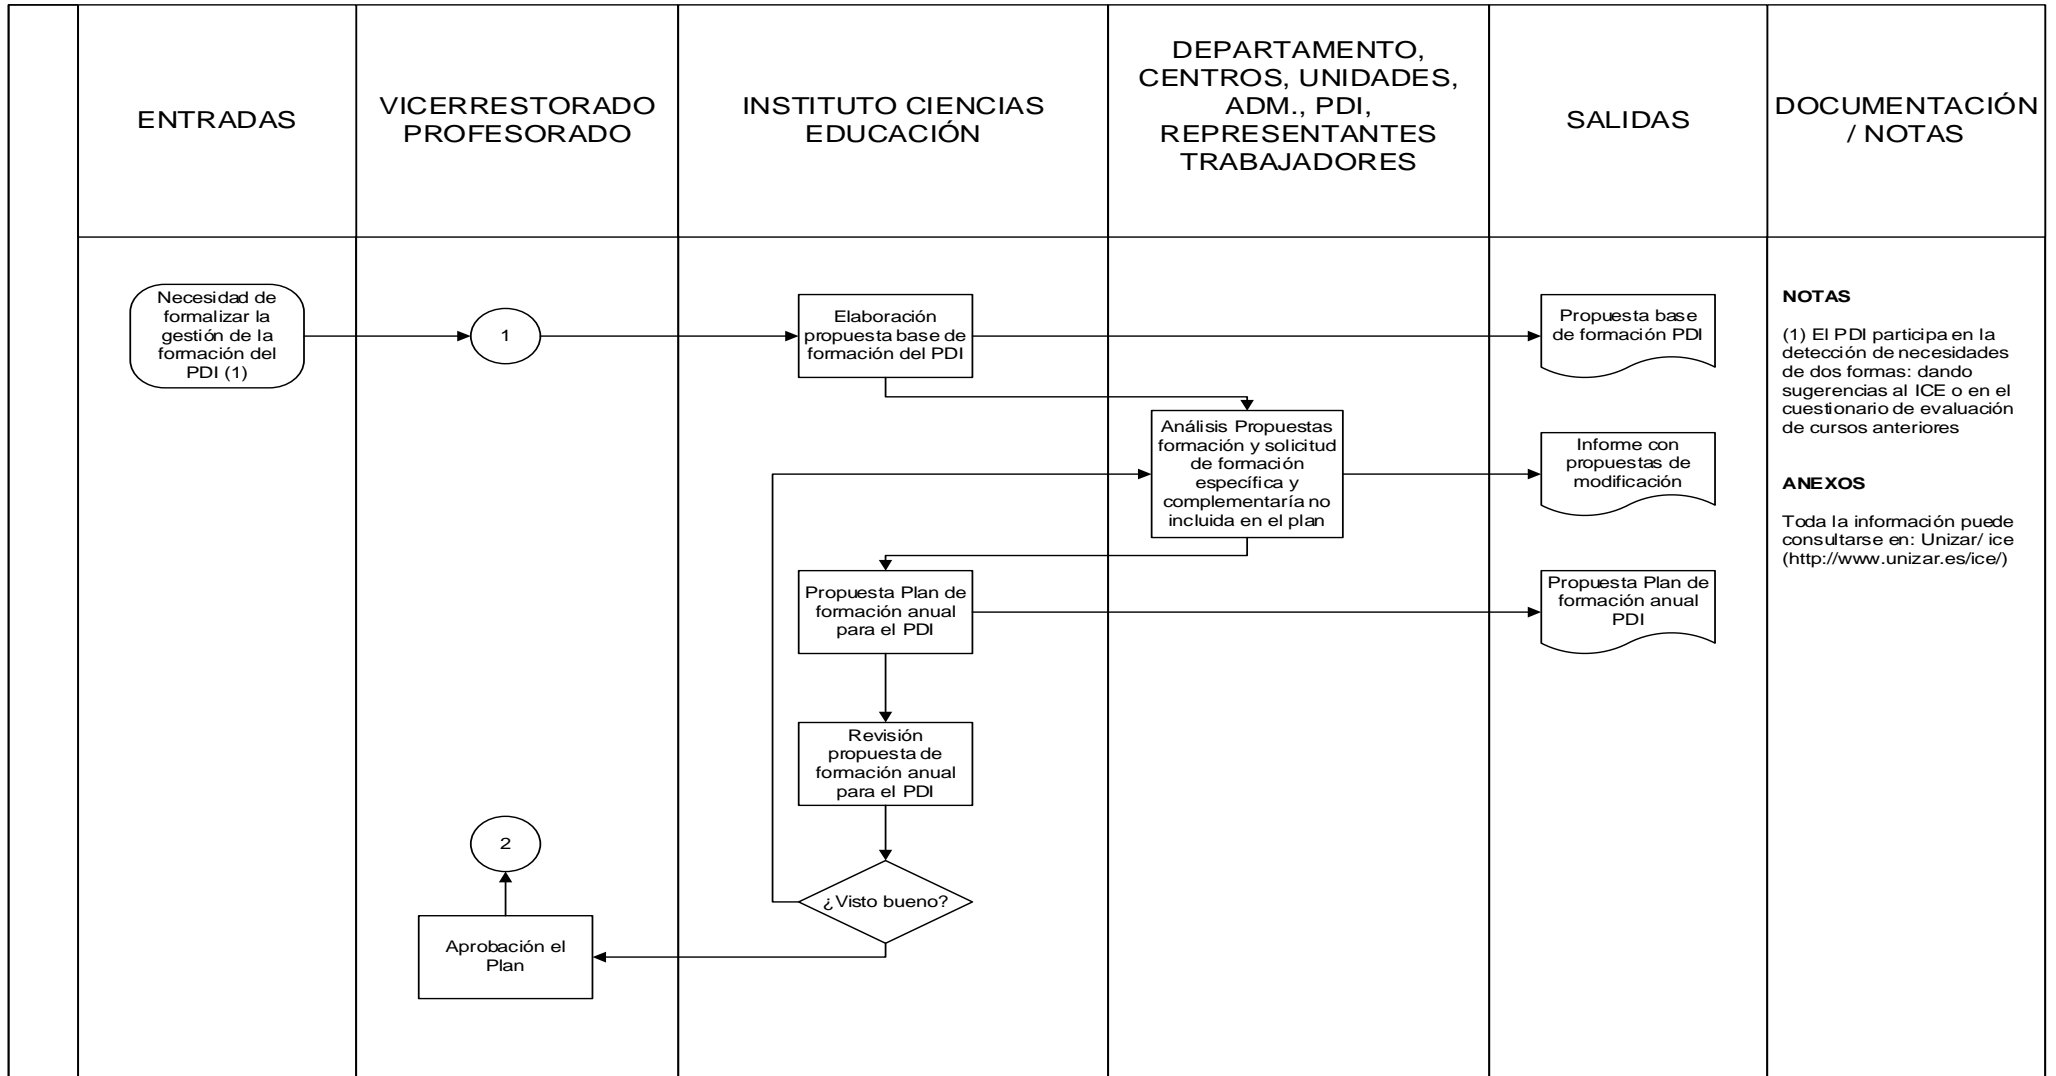 ENTRADAS
VICERRESTORADO
PROFESORADO
INSTITUTO CIENCIAS
EDUCACIÓN
DEPARTAMENTO,
CENTROS, UNIDADES,
ADM., PDI,
REPRESENTANTES
TRABAJADORES
SALIDAS
DOCUMENTACIÓN
/ NOTAS
Necesidad de
formalizar la
gestión de la
formación del
PDI (1)
1
Elaboración
propuesta base de
formación del PDI
Propuesta base
de formación PDI
Análisis Propuestas
formación y solicitud
de formación
específica y
complementaría no
incluida en el plan
Informe con
propuestas de
modificación
Propuesta Plan de
formación anual
para el PDI
Propuesta Plan de
formación anual
PDI
Revisión
propuesta de
formación anual
para el PDI
¿Visto bueno?
Aprobación el
Plan
2
NOTAS
(1) El PDI participa en la
detección de necesidades
de dos formas: dando
sugerencias al ICE o en el
cuestionario de evaluación
de cursos anteriores
ANEXOS
Toda la información puede
consultarse en: Unizar/ ice
(http://www.unizar.es/ice/)